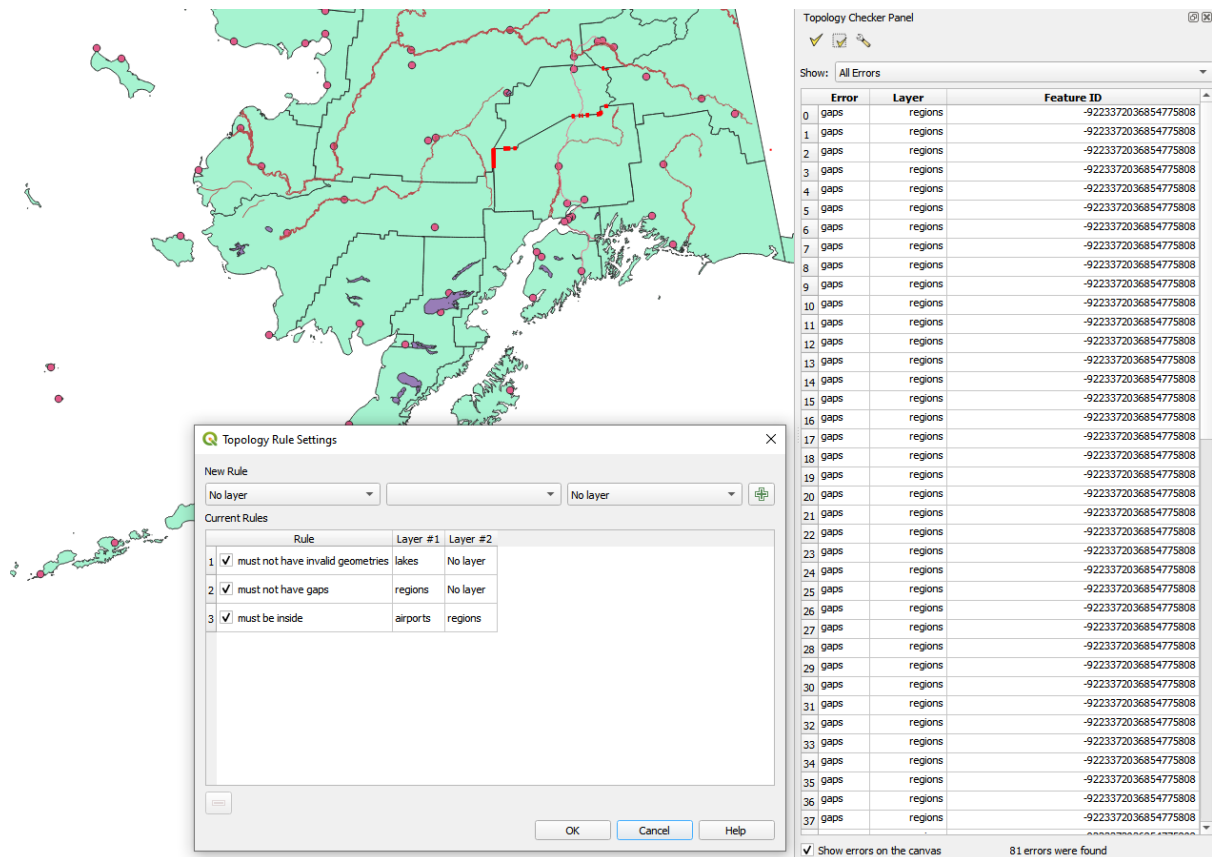 Topology Checker Panel
Show: All Errors
Error Layer Feature ID
0 gaps regions -9223372036854775808
1 gaps regions -9223372036854775808
2 gaps regions -9223372036854775808
3 gaps regions -9223372036854775808
4 gaps regions -9223372036854775808
5 gaps regions -9223372036854775808
6 gaps regions -9223372036854775808
7 gaps regions -9223372036854775808
8 gaps regions -9223372036854775808
9 gaps regions -9223372036854775808
10 gaps regions -9223372036854775808
11 gaps regions -9223372036854775808
12 gaps regions -9223372036854775808
13 gaps regions -9223372036854775808
14 gaps regions -9223372036854775808
15 gaps regions -9223372036854775808
16 gaps regions -9223372036854775808
17 gaps regions -9223372036854775808
18 gaps regions -9223372036854775808
19 gaps regions -9223372036854775808
20 gaps regions -9223372036854775808
21 gaps regions -9223372036854775808
22 gaps regions -9223372036854775808
23 gaps regions -9223372036854775808
24 gaps regions -9223372036854775808
25 gaps regions -9223372036854775808
26 gaps regions -9223372036854775808
27 gaps regions -9223372036854775808
28 gaps regions -9223372036854775808
29 gaps regions -9223372036854775808
30 gaps regions -9223372036854775808
31 gaps regions -9223372036854775808
32 gaps regions -9223372036854775808
33 gaps regions -9223372036854775808
34 gaps regions -9223372036854775808
35 gaps regions -9223372036854775808
36 gaps regions -9223372036854775808
37 gaps regions -9223372036854775808
Show errors on the canvas 81 errors were found
Topology Rule Settings
New Rule
No layer No layer
Current Rules
Rule Layer #1 Layer #2
1 must not have invalid geometries lakes No layer
2 must not have gaps regions No layer
3 must be inside airports regions
OK Cancel Help